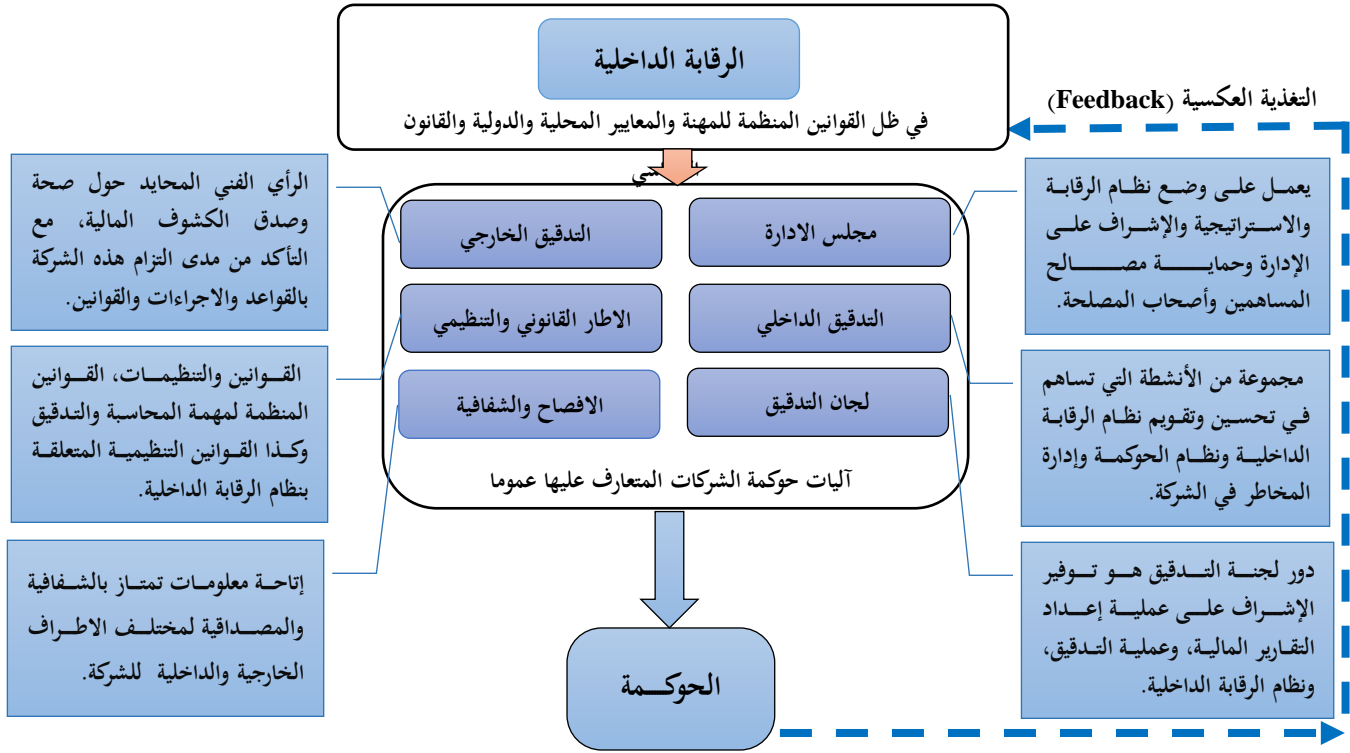 الرقابة الداخلية
في ظل القوانين المنظمة للمهنة والمعايير المحلية والدولية والقانون
التغذية العكسية (Feedback)
مجلس الادارة
التدقيق الخارجي
التدقيق الداخلي
الاطار القانوني والتنظيمي
لجان التدقيق
الافصاح والشفافية
آليات حوكمة الشركات المتعارف عليها عموما
يعمل على وضع نظام الرقابة
والاستراتيجية والإشراف على
الإدارة وحماية مصالح
المساهمين وأصحاب المصلحة.
مجموعة من الأنشطة التي تساهم
في تحسين وتقويم نظام الرقابة
الداخلية ونظام الحوكمة وإدارة
المخاطر في الشركة.
دور لجنة التدقيق هو توفير
الإشراف على عملية إعداد
التقارير المالية، وعملية التدقيق،
ونظام الرقابة الداخلية.
الرأي الفني المحايد حول صحة
وصدق الكشوف المالية، مع
التأكد من مدى التزام هذه الشركة
بالقواعد والاجراءات والقوانين.
القوانين والتنظيمات، القوانين
المنظمة لمهمة المحاسبة والتدقيق
وكذا القوانين التنظيمية المتعلقة
بنظام الرقابة الداخلية.
إتاحة معلومات تمتاز بالشفافية
والمصداقية لمختلف الاطراف
الخارجية والداخلية للشركة.
الحوكمة